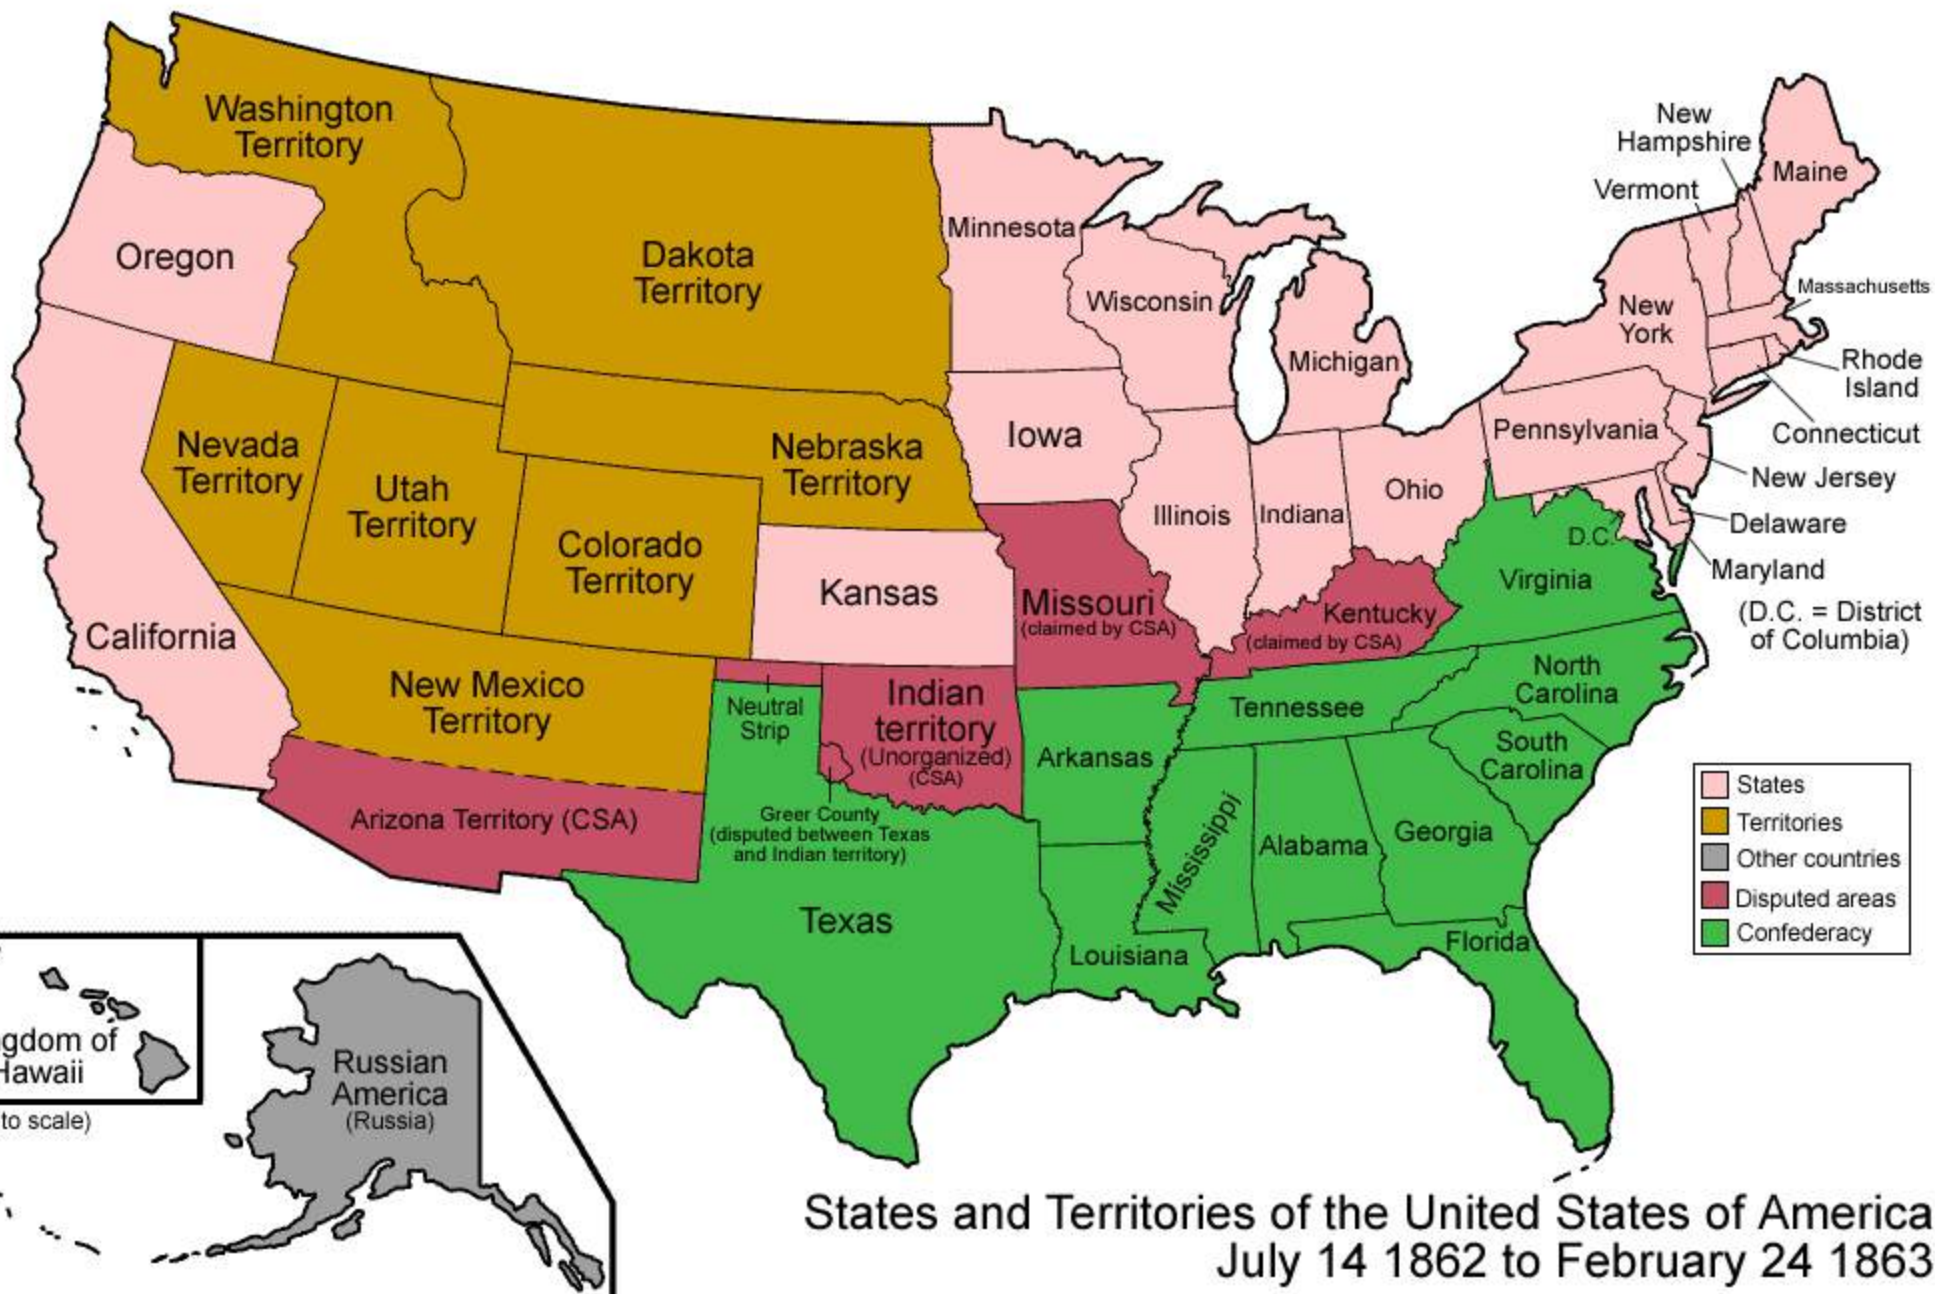 Washington
Territory
Oregon
Dakota
Territory
Minnesota
Wisconsin
Michigan
New
Hampshire
Vermont
Maine
Massachusetts
New
York
Rhode
Island
Connecticut
Pennsylvania
New Jersey
Delaware
Maryland
(D.C. = District
of Columbia)
Nevada
Territory
Utah
Territory
Nebraska
Territory
Iowa
Illinois
Indiana
Ohio
D.C.
Virginia
Colorado
Territory
Kansas
Missouri
(claimed by CSA)
Kentucky
(claimed by CSA)
California
New Mexico
Territory
Neutral
Strip
Indian
territory
(Unorganized)
(CSA)
Arkansas
Tennessee
North
Carolina
South
Carolina
Arizona Territory (CSA)
Greer County
(disputed between Texas
and Indian territory)
Mississippi
Alabama
Georgia
Texas
Louisiana
Florida
States
Territories
Other countries
Disputed areas
Confederacy
gdom of
Hawaii
to scale)
Russian
America
(Russia)
States and Territories of the United States of America
July 14 1862 to February 24 1863